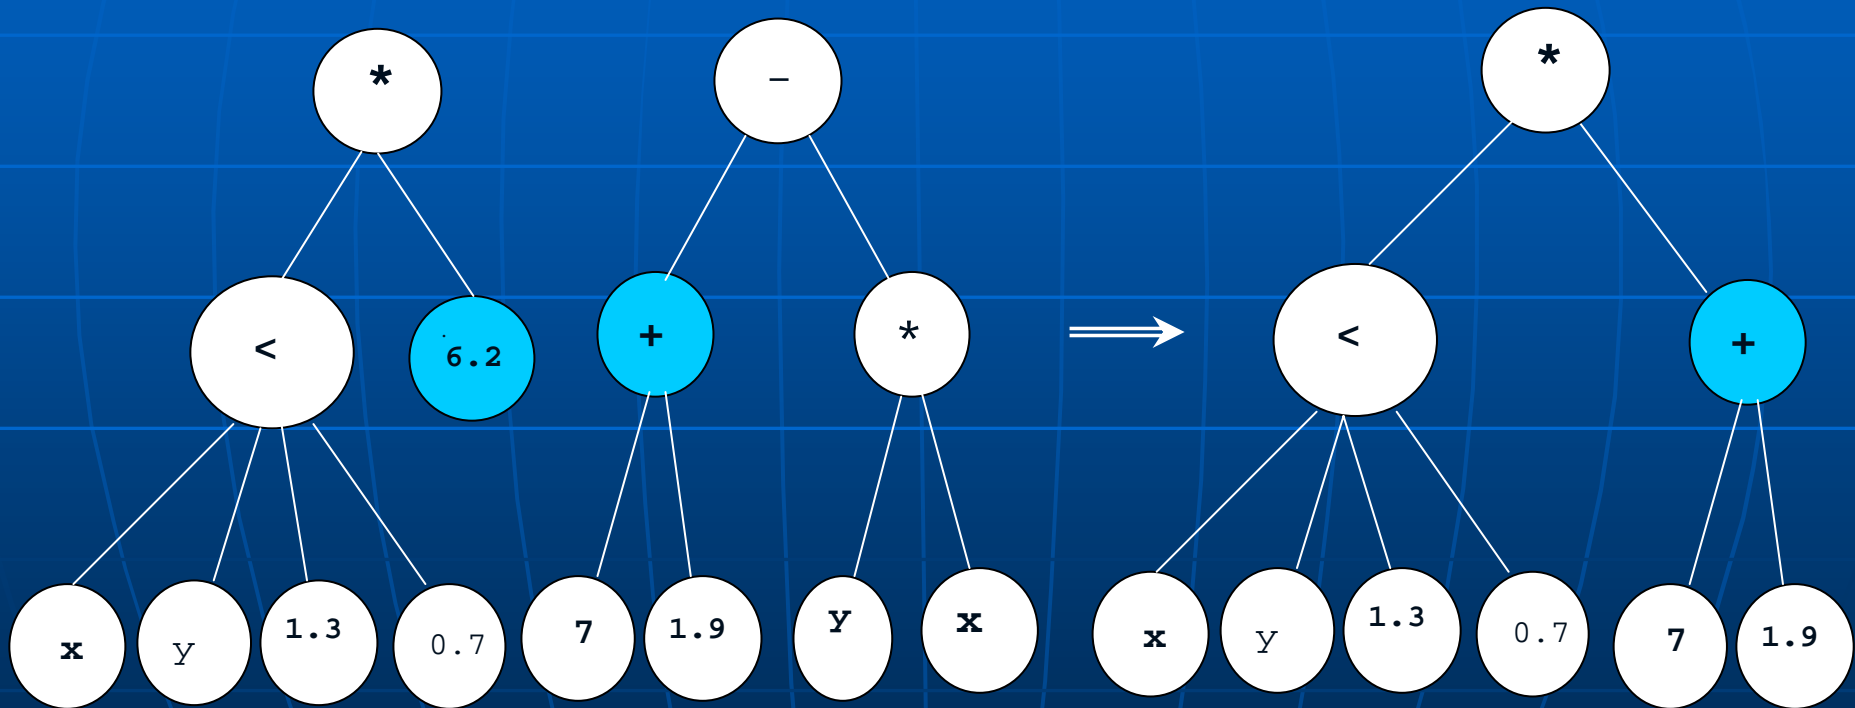 * − *
< 6.2 + * < +
x y 1.3 0.7 7 1.9 y x x y 1.3 0.7 7 1.9